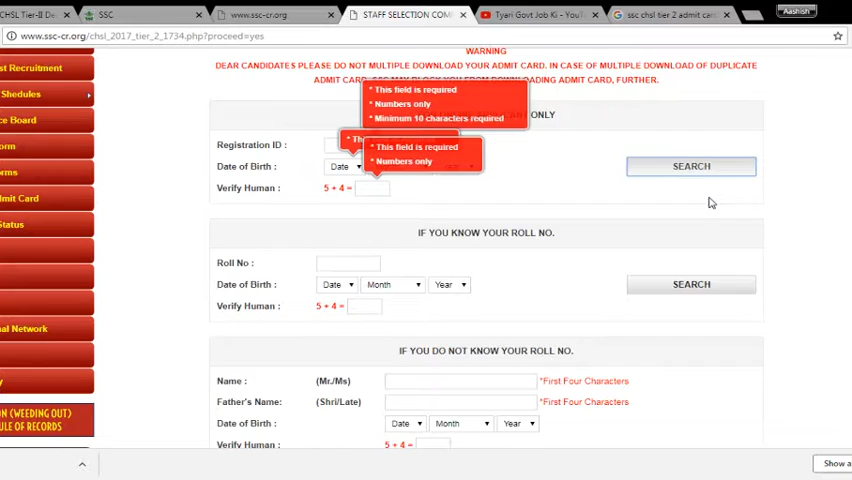 CHSL Tier-II De
SSC
www.ssc-cr.org
STAFF SELECTION COM
Tyari Govt Job Ki - YouT
ssc chsl tier 2 admit car
Aashish
www.ssc-cr.org/chsl_2017_tier_2_1734.php?proceed=yes
WARNING
DEAR CANDIDATES PLEASE DO NOT MULTIPLE DOWNLOAD YOUR ADMIT CARD. IN CASE OF MULTIPLE DOWNLOAD OF DUPLICATE
ADMIT CARD, SSC MAY BLOCK YOU FROM DOWNLOADING ADMIT CARD, FURTHER.
st Recruitment
Shedules
ce Board
orm
orms
dmit Card
Status
nal Network
y
ON (WEEDING OUT)
ULE OF RECORDS
* This field is required
* Numbers only
* Minimum 10 characters required
ANT ONLY
Registration ID :
* Th
* This field is required
* Numbers only
Date of Birth : Date
SEARCH
Verify Human : 5 + 4 =
IF YOU KNOW YOUR ROLL NO.
Roll No :
Date of Birth : Date Month Year
SEARCH
Verify Human : 5 + 4 =
IF YOU DO NOT KNOW YOUR ROLL NO.
Name : (Mr./Ms) *First Four Characters
Father's Name: (Shri/Late) *First Four Characters
Date of Birth : Date Month Year
Verify Human : 5 + 4 =
Show a